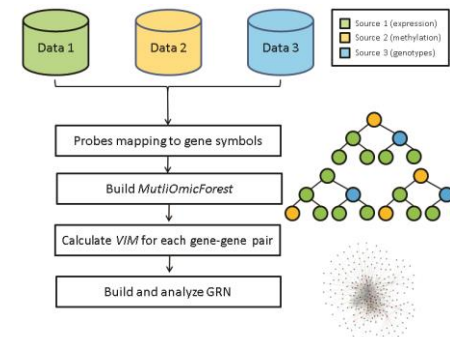 Data 1
Data 2
Data 3
Source 1 (expression)
Source 2 (methylation)
Source 3 (genotypes)
Probes mapping to gene symbols
Build MutliOmicForest
Calculate VIM for each gene-gene pair
Build and analyze GRN